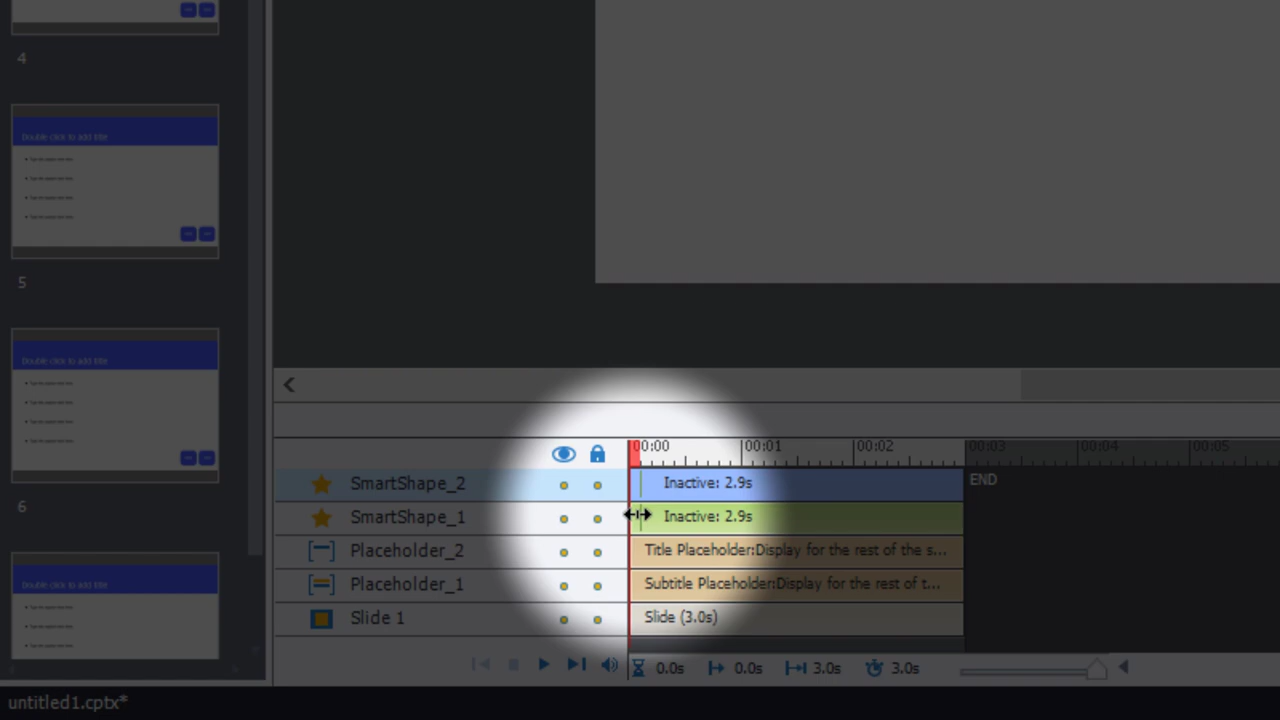 4
Double click to add title
5
Double click to add title
6
Double click to add title
00:00 00:01 00:02 00:03 00:04 00:05
SmartShape_2 Inactive: 2.9s END
SmartShape_1 Inactive: 2.9s
Placeholder_2 Title Placeholder:Display for the rest of the s...
Placeholder_1 Subtitle Placeholder:Display for the rest of t...
Slide 1 Slide (3.0s)
0.0s 0.0s 3.0s 3.0s
untitled1.cptx*